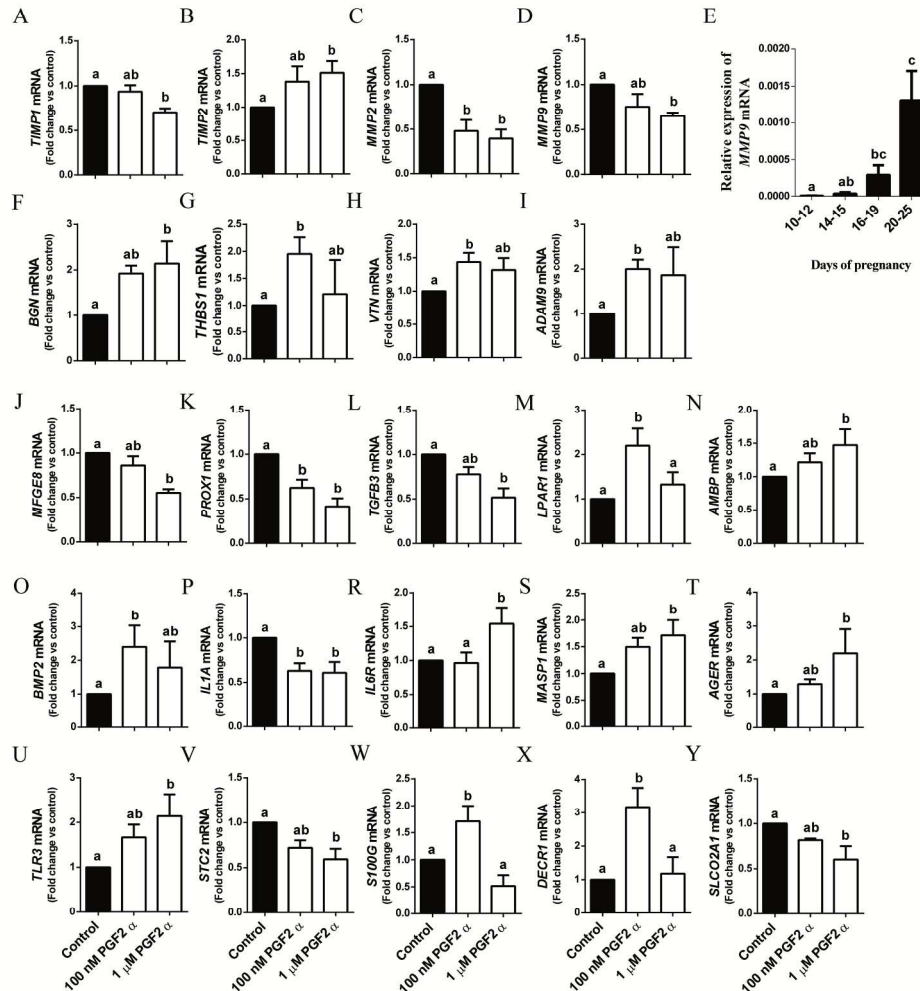 A
TIMP1 mRNA
(Fold change vs control)
1.5
1.0
0.5
0.0
a
ab
b
B
TIMP2 mRNA
(Fold change vs control)
2.0
1.5
1.0
0.5
0.0
a
ab
b
C
MMP2 mRNA
(Fold change vs control)
1.5
1.0
0.5
0.0
a
b
b
D
MMP9 mRNA
(Fold change vs control)
1.5
1.0
0.5
0.0
a
ab
b
E
Relative expression of
MMP9 mRNA
0.0020
0.0015
0.0010
0.0005
0.0000
a
ab
bc
c
10-12
14-15
16-19
20-25
Days of pregnancy
F
BGN mRNA
(Fold change vs control)
3
2
1
0
a
ab
b
G
THBS1 mRNA
(Fold change vs control)
2.5
2.0
1.5
1.0
0.5
0.0
a
b
ab
H
VTN mRNA
(Fold change vs control)
2.0
1.5
1.0
0.5
0.0
a
b
ab
I
ADAM9 mRNA
(Fold change vs control)
3
2
1
0
a
b
ab
J
MFGE8 mRNA
(Fold change vs control)
1.5
1.0
0.5
0.0
a
ab
b
K
PROX1 mRNA
(Fold change vs control)
1.5
1.0
0.5
0.0
a
b
b
L
TGFB3 mRNA
(Fold change vs control)
1.5
1.0
0.5
0.0
a
ab
b
M
LPAR1 mRNA
(Fold change vs control)
3
2
1
0
a
b
a
N
AMBP mRNA
(Fold change vs control)
2.0
1.5
1.0
0.5
0.0
a
ab
b
O
BMP2 mRNA
(Fold change vs control)
4
3
2
1
0
a
b
ab
P
IL1A mRNA
(Fold change vs control)
1.5
1.0
0.5
0.0
a
b
b
R
IL6R mRNA
(Fold change vs control)
2.0
1.5
1.0
0.5
0.0
a
a
b
S
MASP1 mRNA
(Fold change vs control)
2.5
2.0
1.5
1.0
0.5
0.0
a
ab
b
T
AGER mRNA
(Fold change vs control)
4
3
2
1
0
a
ab
b
U
TLR3 mRNA
(Fold change vs control)
3
2
1
0
a
ab
b
Control
100 nM PGF2 α
1 μM PGF2 α
V
STC2 mRNA
(Fold change vs control)
1.5
1.0
0.5
0.0
a
ab
b
Control
100 nM PGF2 α
1 μM PGF2 α
W
S100G mRNA
(Fold change vs control)
2.5
2.0
1.5
1.0
0.5
0.0
a
b
a
Control
100 nM PGF2 α
1 μM PGF2 α
X
DECR1 mRNA
(Fold change vs control)
4
3
2
1
0
a
b
a
Control
100 nM PGF2 α
1 μM PGF2 α
Y
SLCO2A1 mRNA
(Fold change vs control)
1.5
1.0
0.5
0.0
a
ab
b
Control
100 nM PGF2 α
1 μM PGF2 α